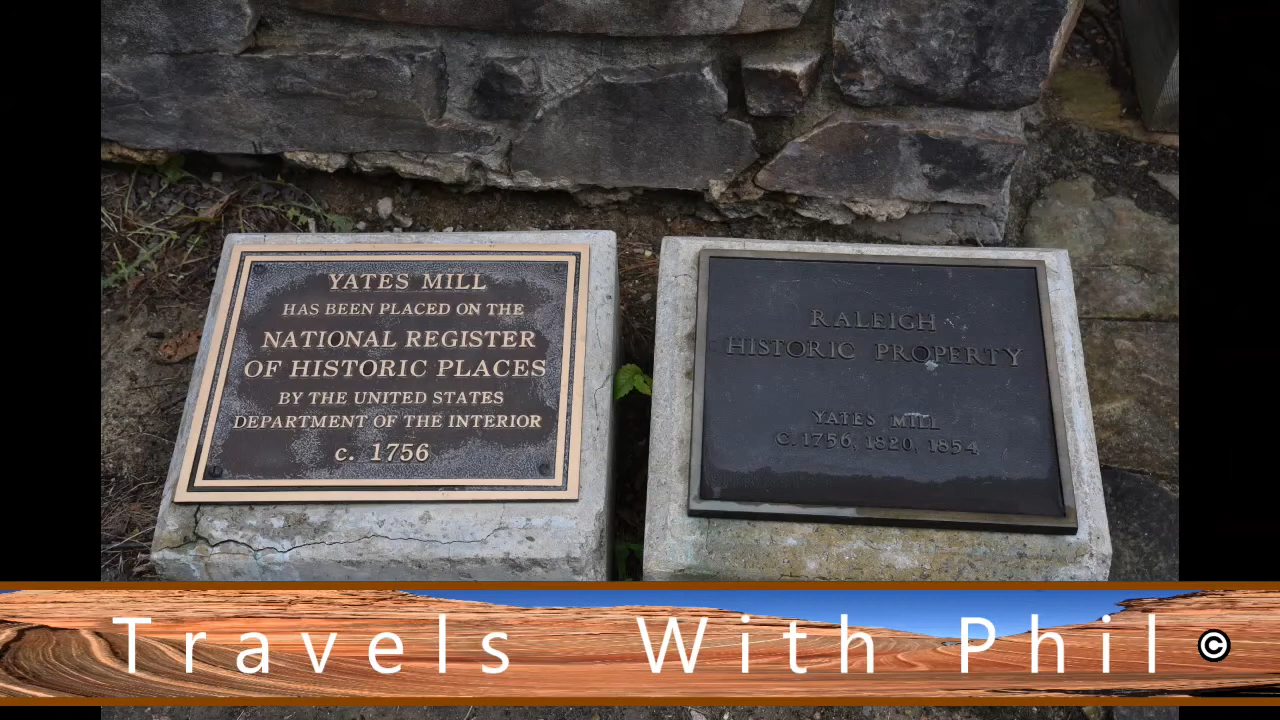 YATES MILL
HAS BEEN PLACED ON THE
NATIONAL REGISTER
OF HISTORIC PLACES
BY THE UNITED STATES
DEPARTMENT OF THE INTERIOR
c. 1756
RALEIGH
HISTORIC PROPERTY
YATES MILL
C. 1756, 1820, 1854
Travels With Phil ©